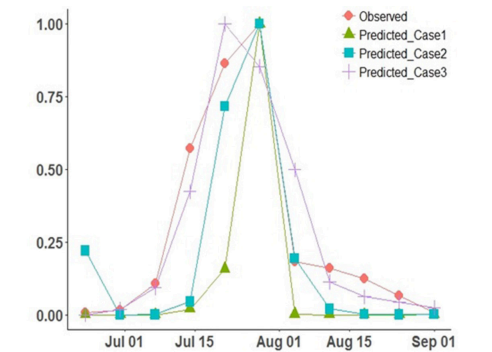 1.00
0.75
0.50
0.25
0.00
Jul 01
Jul 15
Aug 01
Aug 15
Sep 01
Observed
Predicted_Case1
Predicted_Case2
Predicted_Case3